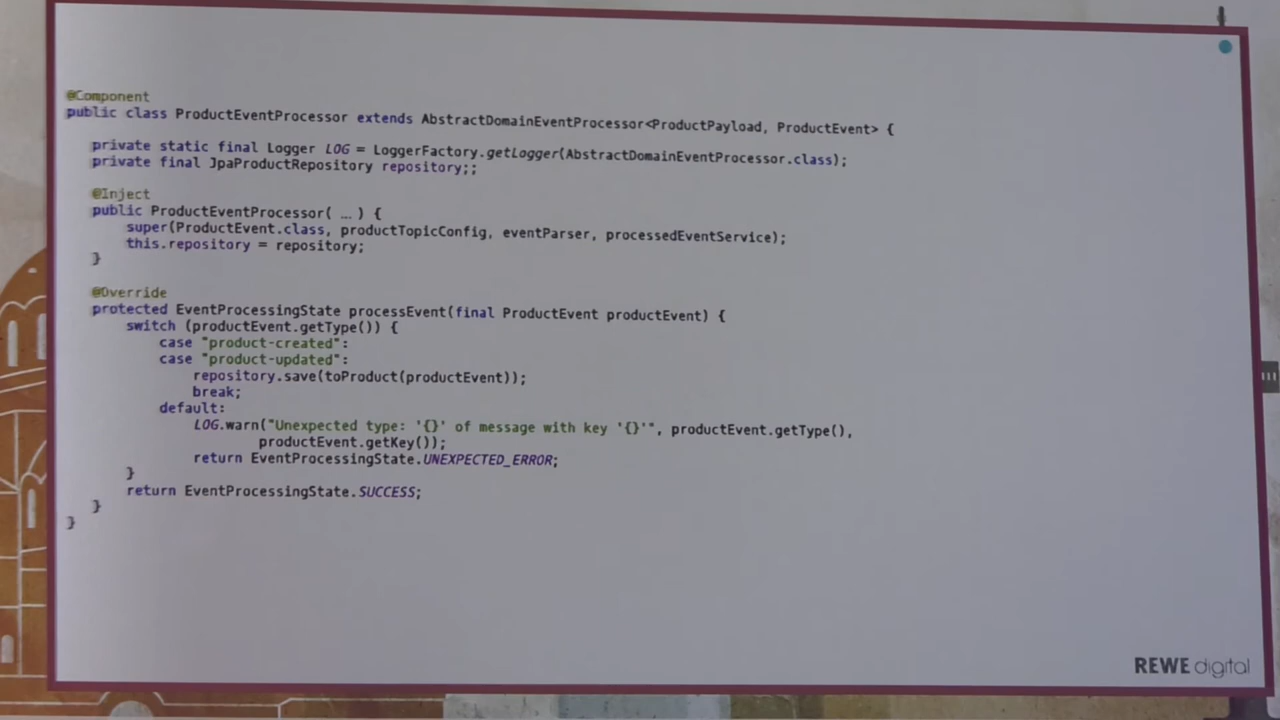 @Component
public class ProductEventProcessor extends AbstractDomainEventProcessor<ProductPayload, ProductEvent> {
private static final Logger LOG = LoggerFactory.getLogger(AbstractDomainEventProcessor.class);
private final JpaProductRepository repository;;
@Inject
public ProductEventProcessor( … ) {
super(ProductEvent.class, productTopicConfig, eventParser, processedEventService);
this.repository = repository;
}
@Override
protected EventProcessingState processEvent(final ProductEvent productEvent) {
switch (productEvent.getType()) {
case "product-created":
case "product-updated":
repository.save(toProduct(productEvent));
break;
default:
LOG.warn("Unexpected type: '{}' of message with key '{}'", productEvent.getType(),
productEvent.getKey());
return EventProcessingState.UNEXPECTED_ERROR;
}
return EventProcessingState.SUCCESS;
}
}
REWE digital